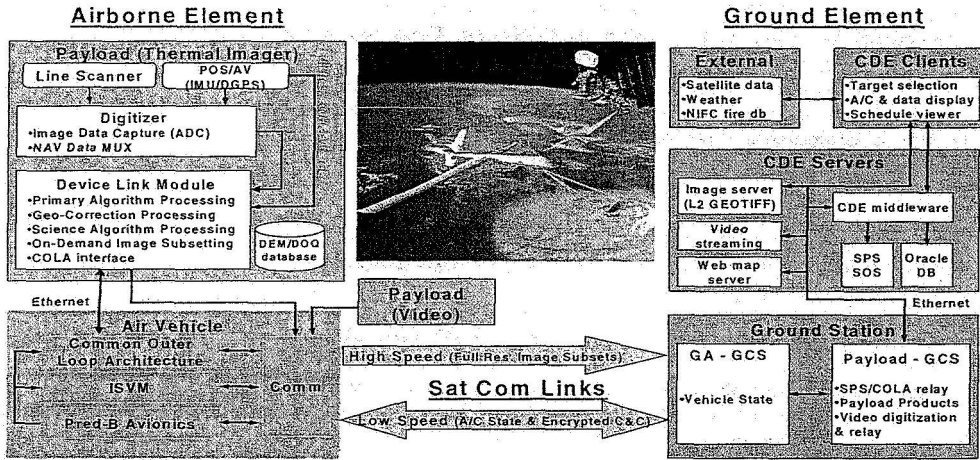 Airborne Element
Payload (Thermal Imager)
Line Scanner
POS/AV
(IMU/DGPS)
Digitizer
•Image Data Capture (ADC)
•NAV Data MUX
Device Link Module
•Primary Algorithm Processing
•Geo-Correction Processing
•Science Algorithm Processing
•On-Demand Image Subsetting
•COLA interface
DEM/DOQ
database
Ethernet
Payload
(Video)
Air Vehicle
Common Outer
Loop Architecture
ISVM
Pred-B Avionics
Comm
High Speed (Full Res. Image Subsets)
Sat Com Links
Low Speed (A/C State & Encrypted C&C)
Ground Element
External
•Satellite data
•Weather
•NIFC fire db
CDE Clients
•Target selection
•A/C & data display
•Schedule viewer
CDE Servers
Image server
(L2 GEOTIFF)
Video
streaming
Web map
server
CDE middleware
SPS
SOS
Oracle
DB
Ethernet
Ground Station
GA - GCS
•Vehicle State
Payload - GCS
•SPS/COLA relay
•Payload Products
•Video digitization
& relay